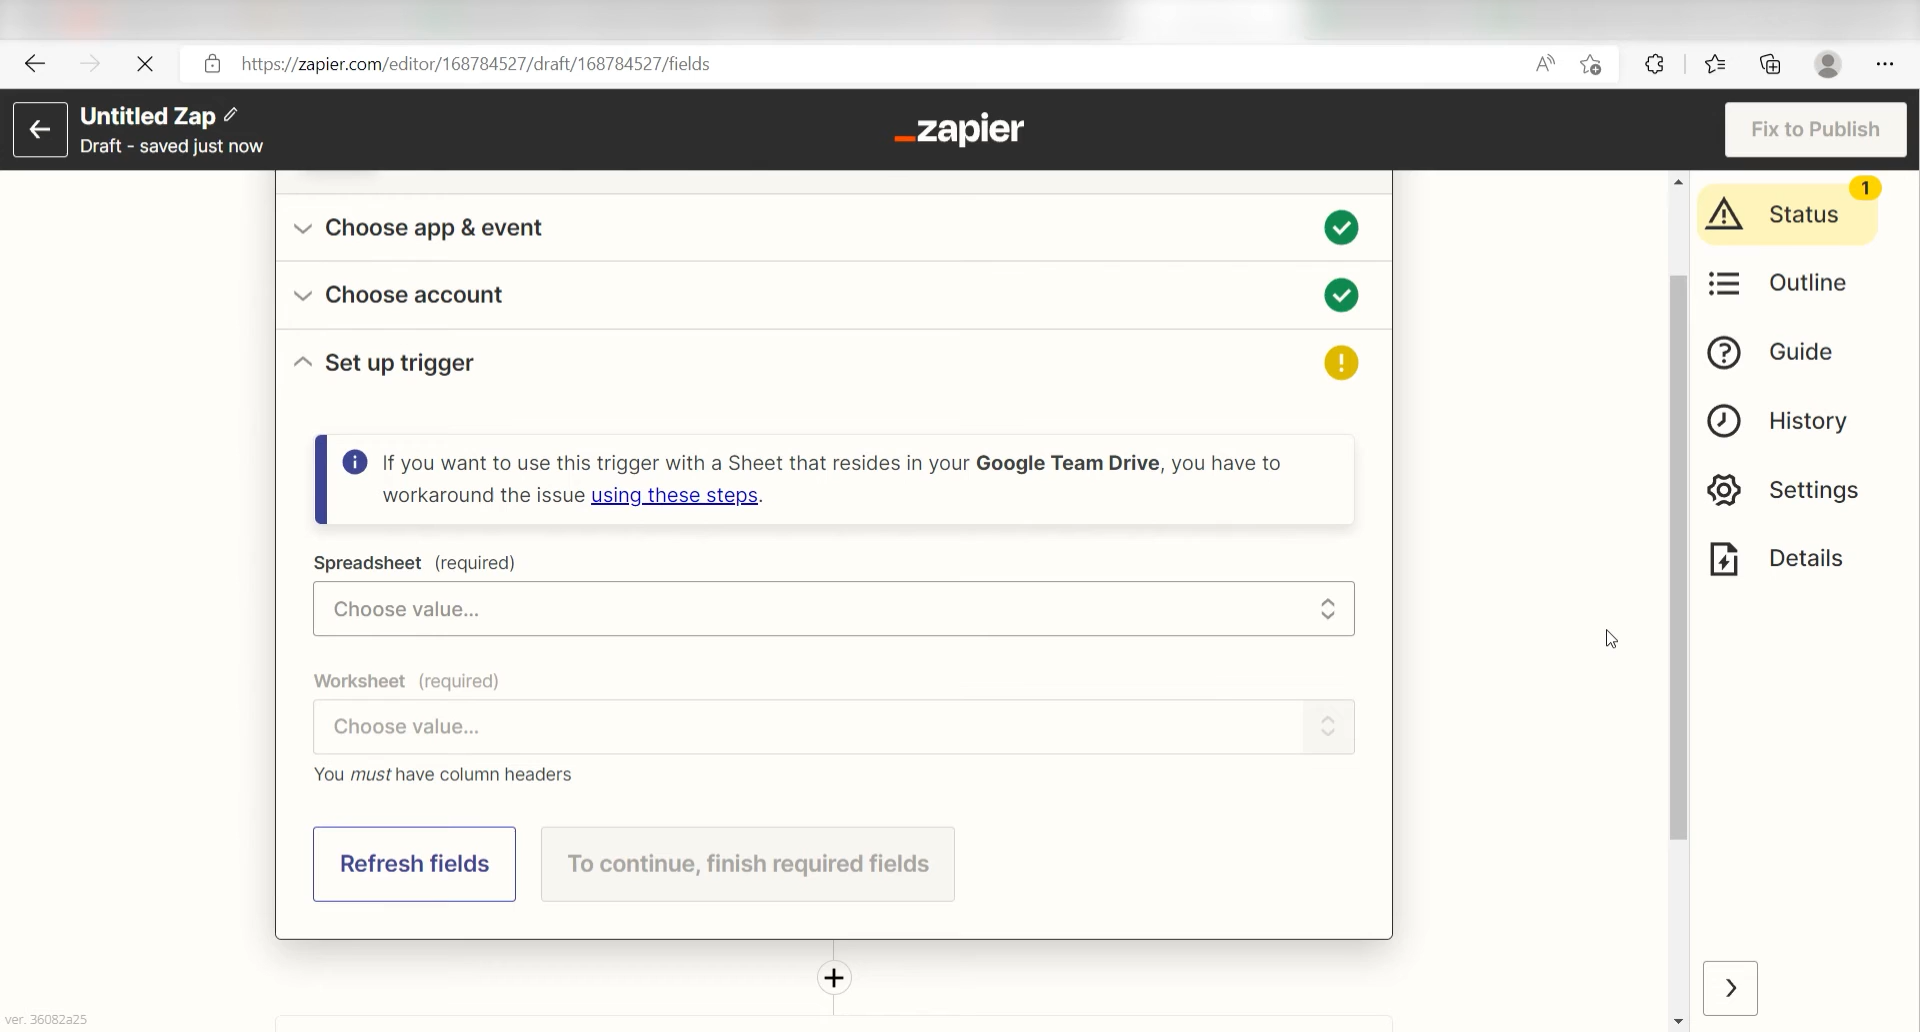 https://zapier.com/editor/168784527/draft/168784527/fields
Untitled Zap
Draft - saved just now
_zapier
Fix to Publish
Choose app & event
Choose account
Set up trigger
If you want to use this trigger with a Sheet that resides in your Google Team Drive, you have to
workaround the issue using these steps.
Spreadsheet (required)
Choose value...
Worksheet (required)
Choose value...
You must have column headers
Refresh fields
To continue, finish required fields
1
Status
Outline
Guide
History
Settings
Details
ver. 36082a25